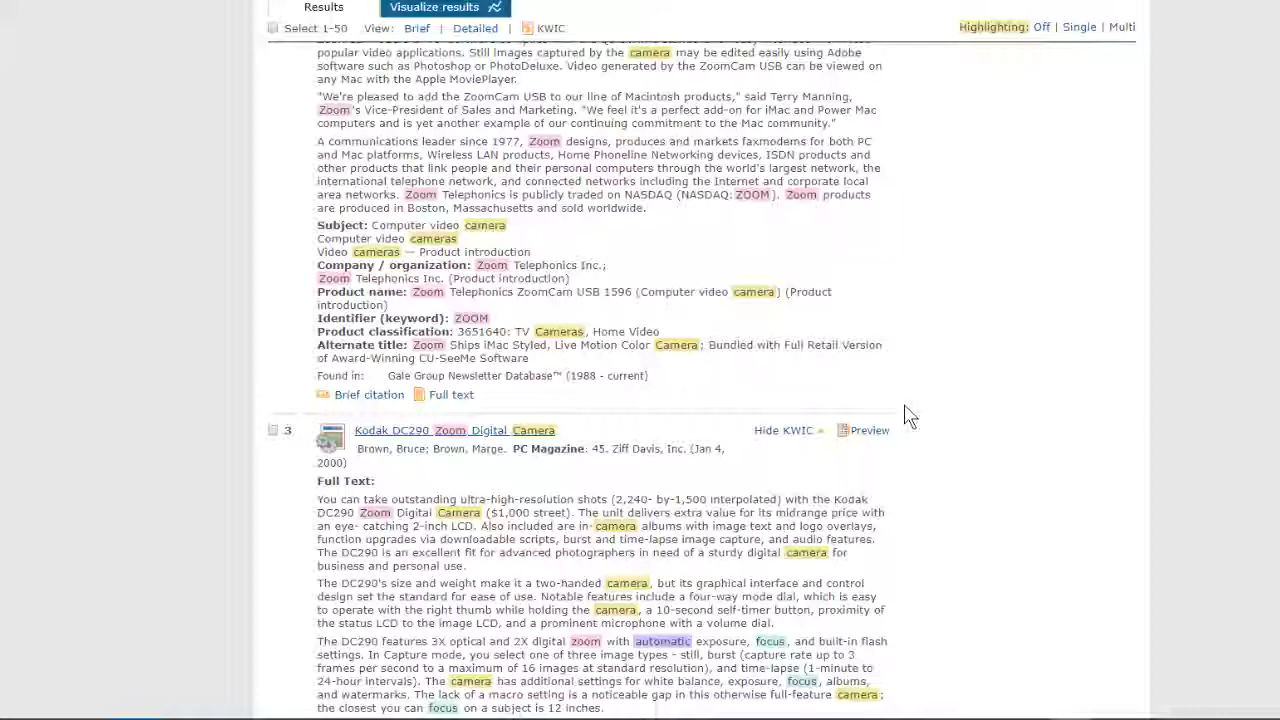 Results
Visualize results
Select 1-50 View: Brief | Detailed | KWIC
Highlighting: Off | Single | Multi
popular video applications. Still images captured by the camera may be edited easily using Adobe
software such as Photoshop or PhotoDeluxe. Video generated by the ZoomCam USB can be viewed on
any Mac with the Apple MoviePlayer.
"We're pleased to add the ZoomCam USB to our line of Macintosh products," said Terry Manning,
Zoom's Vice-President of Sales and Marketing. "We feel it's a perfect add-on for iMac and Power Mac
computers and is yet another example of our continuing commitment to the Mac community."
A communications leader since 1977, Zoom designs, produces and markets faxmodems for both PC
and Mac platforms, Wireless LAN products, Home Phoneline Networking devices, ISDN products and
other products that link people and their personal computers through the world's largest network, the
international telephone network, and connected networks including the Internet and corporate local
area networks. Zoom Telephonics is publicly traded on NASDAQ (NASDAQ: ZOOM). Zoom products
are produced in Boston, Massachusetts and sold worldwide.
Subject: Computer video camera
Computer video cameras
Video cameras -- Product introduction
Company / organization: Zoom Telephonics Inc.;
Zoom Telephonics Inc. (Product introduction)
Product name: Zoom Telephonics ZoomCam USB 1596 (Computer video camera) (Product
introduction)
Identifier (keyword): ZOOM
Product classification: 3651640: TV Cameras, Home Video
Alternate title: Zoom Ships iMac Styled, Live Motion Color Camera; Bundled with Full Retail Version
of Award-Winning CU-SeeMe Software
Found in: Gale Group Newsletter Database™ (1988 - current)
Brief citation Full text
3 Kodak DC290 Zoom Digital Camera Hide KWIC Preview
Brown, Bruce; Brown, Marge. PC Magazine: 45. Ziff Davis, Inc. (Jan 4,
2000)
Full Text:
You can take outstanding ultra-high-resolution shots (2,240- by-1,500 interpolated) with the Kodak
DC290 Zoom Digital Camera ($1,000 street). The unit delivers extra value for its midrange price with
an eye- catching 2-inch LCD. Also included are in-camera albums with image text and logo overlays,
function upgrades via downloadable scripts, burst and time-lapse image capture, and audio features.
The DC290 is an excellent fit for advanced photographers in need of a sturdy digital camera for
business and personal use.
The DC290's size and weight make it a two-handed camera, but its graphical interface and control
design set the standard for ease of use. Notable features include a four-way mode dial, which is easy
to operate with the right thumb while holding the camera, a 10-second self-timer button, proximity of
the status LCD to the image LCD, and a prominent microphone with a volume dial.
The DC290 features 3X optical and 2X digital zoom with automatic exposure, focus, and built-in flash
settings. In Capture mode, you select one of three image types - still, burst (capture rate up to 3
frames per second to a maximum of 16 images at standard resolution), and time-lapse (1-minute to
24-hour intervals). The camera has additional settings for white balance, exposure, focus, albums,
and watermarks. The lack of a macro setting is a noticeable gap in this otherwise full-feature camera;
the closest you can focus on a subject is 12 inches.